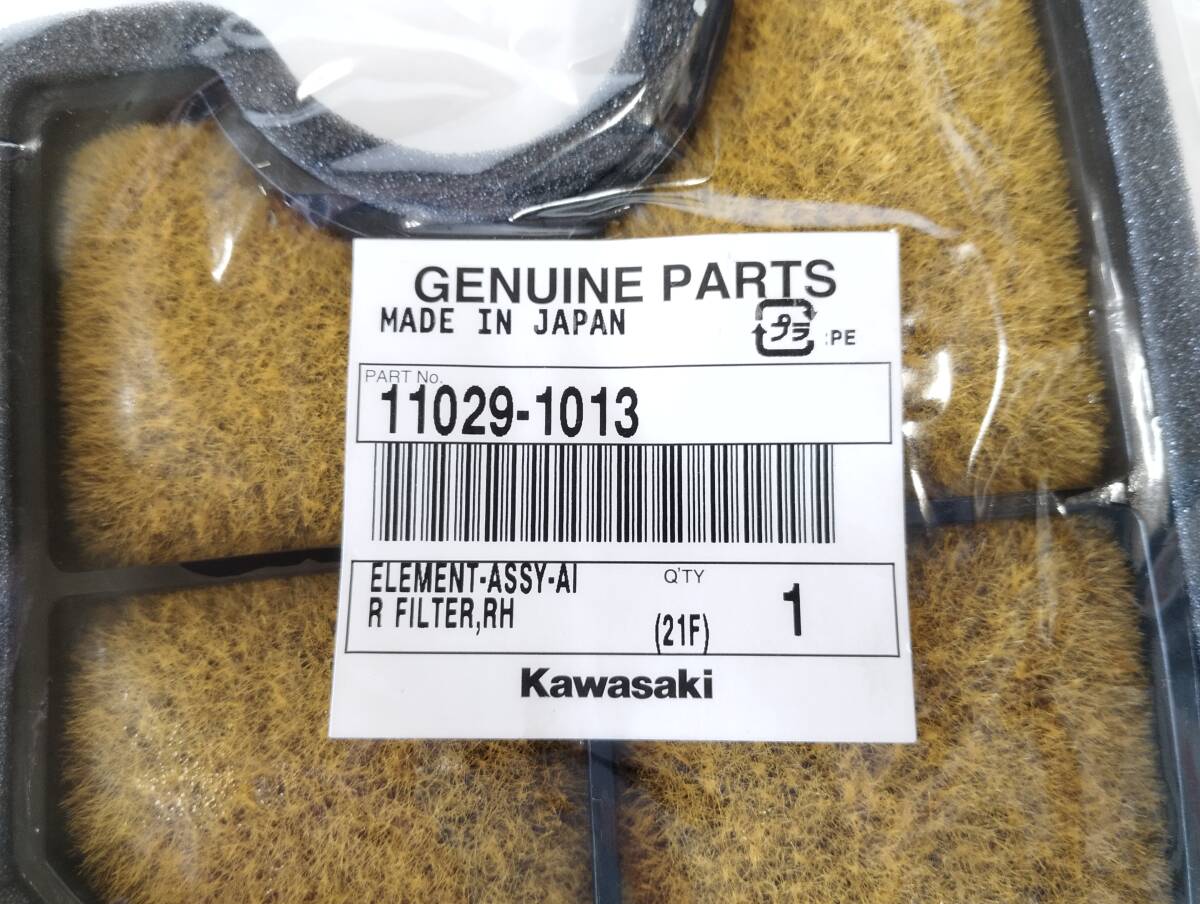 GENUINE PARTS
MADE IN JAPAN
プラ :PE
PART No.
11029-1013
ELEMENT-ASSY-AI
R FILTER,RH
Q'TY
(21F)
1
Kawasaki